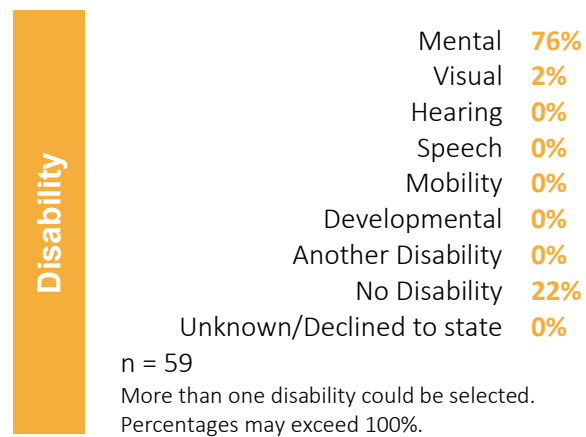 Disability
Mental 76%
Visual 2%
Hearing 0%
Speech 0%
Mobility 0%
Developmental 0%
Another Disability 0%
No Disability 22%
Unknown/Declined to state 0%
n = 59
More than one disability could be selected.
Percentages may exceed 100%.